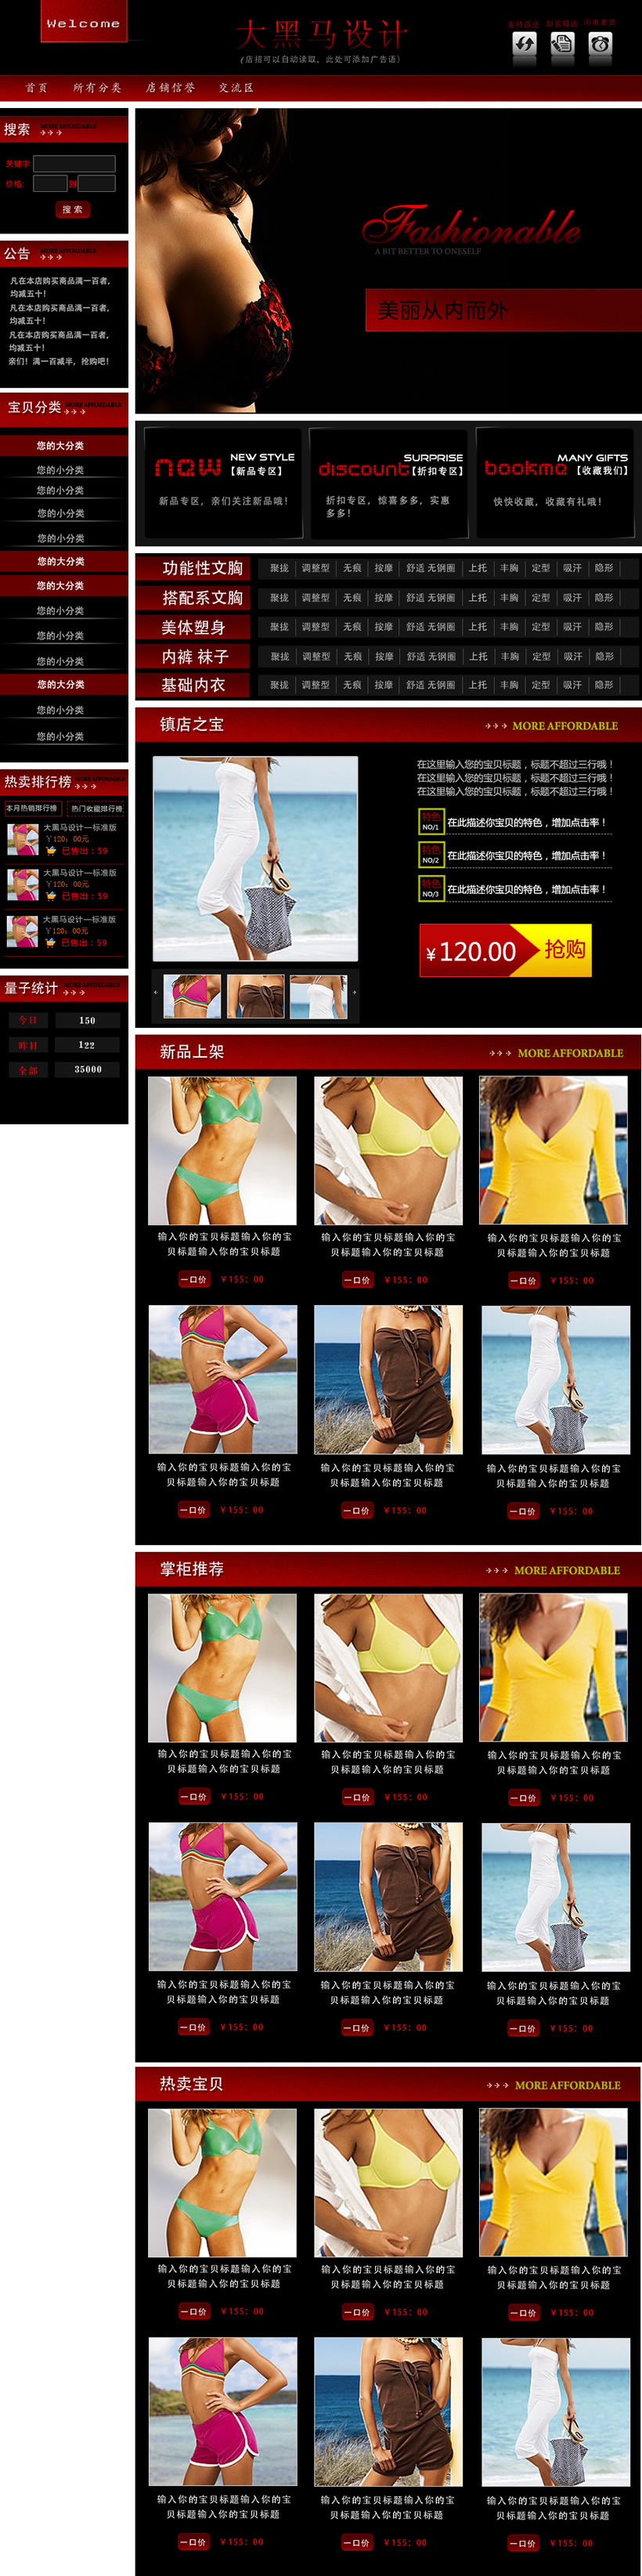 Welcome
大黑马设计
(店招可以自动读取，此处可添加广告语)
首页 所有分类 店铺信誉 交流区
搜索 MORE AFFORDABLE
关键字:
价格: 到
搜 索
公告 MORE AFFORDABLE
凡在本店购买商品满一百者，
均减五十！
凡在本店购买商品满一百者，
均减五十！
凡在本店购买商品满一百者，
均减五十！
亲们！满一百减半，抢购吧！
宝贝分类 MORE AFFORDABLE
您的大分类
您的小分类
您的小分类
您的小分类
您的小分类
您的大分类
您的大分类
您的小分类
您的小分类
您的小分类
您的大分类
您的小分类
您的小分类
热卖排行榜 MORE AFFORDABLE
本月热销排行榜 热门收藏排行榜
大黑马设计—标准版
￥120：00元
已售出：59
大黑马设计—标准版
￥120：00元
已售出：59
大黑马设计—标准版
￥120：00元
已售出：59
量子统计 MORE AFFORDABLE
今日 150
昨日 122
全部 35000
Fashionable
A BIT BETTER TO ONESELF
美丽从内而外
new NEW STYLE
【新品专区】
新品专区，亲们关注新品哦！
discount SURPRISE
【折扣专区】
折扣专区，惊喜多多，实惠
多多！
bookme MANY GIFTS
【收藏我们】
快快收藏，收藏有礼哦！
功能性文胸 聚拢 调整型 无痕 按摩 舒适 无钢圈 上托 丰胸 定型 吸汗 隐形
搭配系文胸 聚拢 调整型 无痕 按摩 舒适 无钢圈 上托 丰胸 定型 吸汗 隐形
美体塑身 聚拢 调整型 无痕 按摩 舒适 无钢圈 上托 丰胸 定型 吸汗 隐形
内裤 袜子 聚拢 调整型 无痕 按摩 舒适 无钢圈 上托 丰胸 定型 吸汗 隐形
基础内衣 聚拢 调整型 无痕 按摩 舒适 无钢圈 上托 丰胸 定型 吸汗 隐形
镇店之宝 MORE AFFORDABLE
在这里输入您的宝贝标题，标题不超过三行哦！
在这里输入您的宝贝标题，标题不超过三行哦！
在这里输入您的宝贝标题，标题不超过三行哦！
特色
NO/1 在此描述你宝贝的特色，增加点击率！
特色
NO/2 在此描述你宝贝的特色，增加点击率！
特色
NO/3 在此描述你宝贝的特色，增加点击率！
￥120.00 抢购
新品上架 MORE AFFORDABLE
输入你的宝贝标题输入你的宝 输入你的宝贝标题输入你的宝 输入你的宝贝标题输入你的宝
贝标题输入你的宝贝标题 贝标题输入你的宝贝标题 贝标题输入你的宝贝标题
一口价 ￥155：00 一口价 ￥155：00 一口价 ￥155：00
输入你的宝贝标题输入你的宝 输入你的宝贝标题输入你的宝 输入你的宝贝标题输入你的宝
贝标题输入你的宝贝标题 贝标题输入你的宝贝标题 贝标题输入你的宝贝标题
一口价 ￥155：00 一口价 ￥155：00 一口价 ￥155：00
掌柜推荐 MORE AFFORDABLE
输入你的宝贝标题输入你的宝 输入你的宝贝标题输入你的宝 输入你的宝贝标题输入你的宝
贝标题输入你的宝贝标题 贝标题输入你的宝贝标题 贝标题输入你的宝贝标题
一口价 ￥155：00 一口价 ￥155：00 一口价 ￥155：00
输入你的宝贝标题输入你的宝 输入你的宝贝标题输入你的宝 输入你的宝贝标题输入你的宝
贝标题输入你的宝贝标题 贝标题输入你的宝贝标题 贝标题输入你的宝贝标题
一口价 ￥155：00 一口价 ￥155：00 一口价 ￥155：00
热卖宝贝 MORE AFFORDABLE
输入你的宝贝标题输入你的宝 输入你的宝贝标题输入你的宝 输入你的宝贝标题输入你的宝
贝标题输入你的宝贝标题 贝标题输入你的宝贝标题 贝标题输入你的宝贝标题
一口价 ￥155：00 一口价 ￥155：00 一口价 ￥155：00
输入你的宝贝标题输入你的宝 输入你的宝贝标题输入你的宝 输入你的宝贝标题输入你的宝
贝标题输入你的宝贝标题 贝标题输入你的宝贝标题 贝标题输入你的宝贝标题
一口价 ￥155：00 一口价 ￥155：00 一口价 ￥155：00